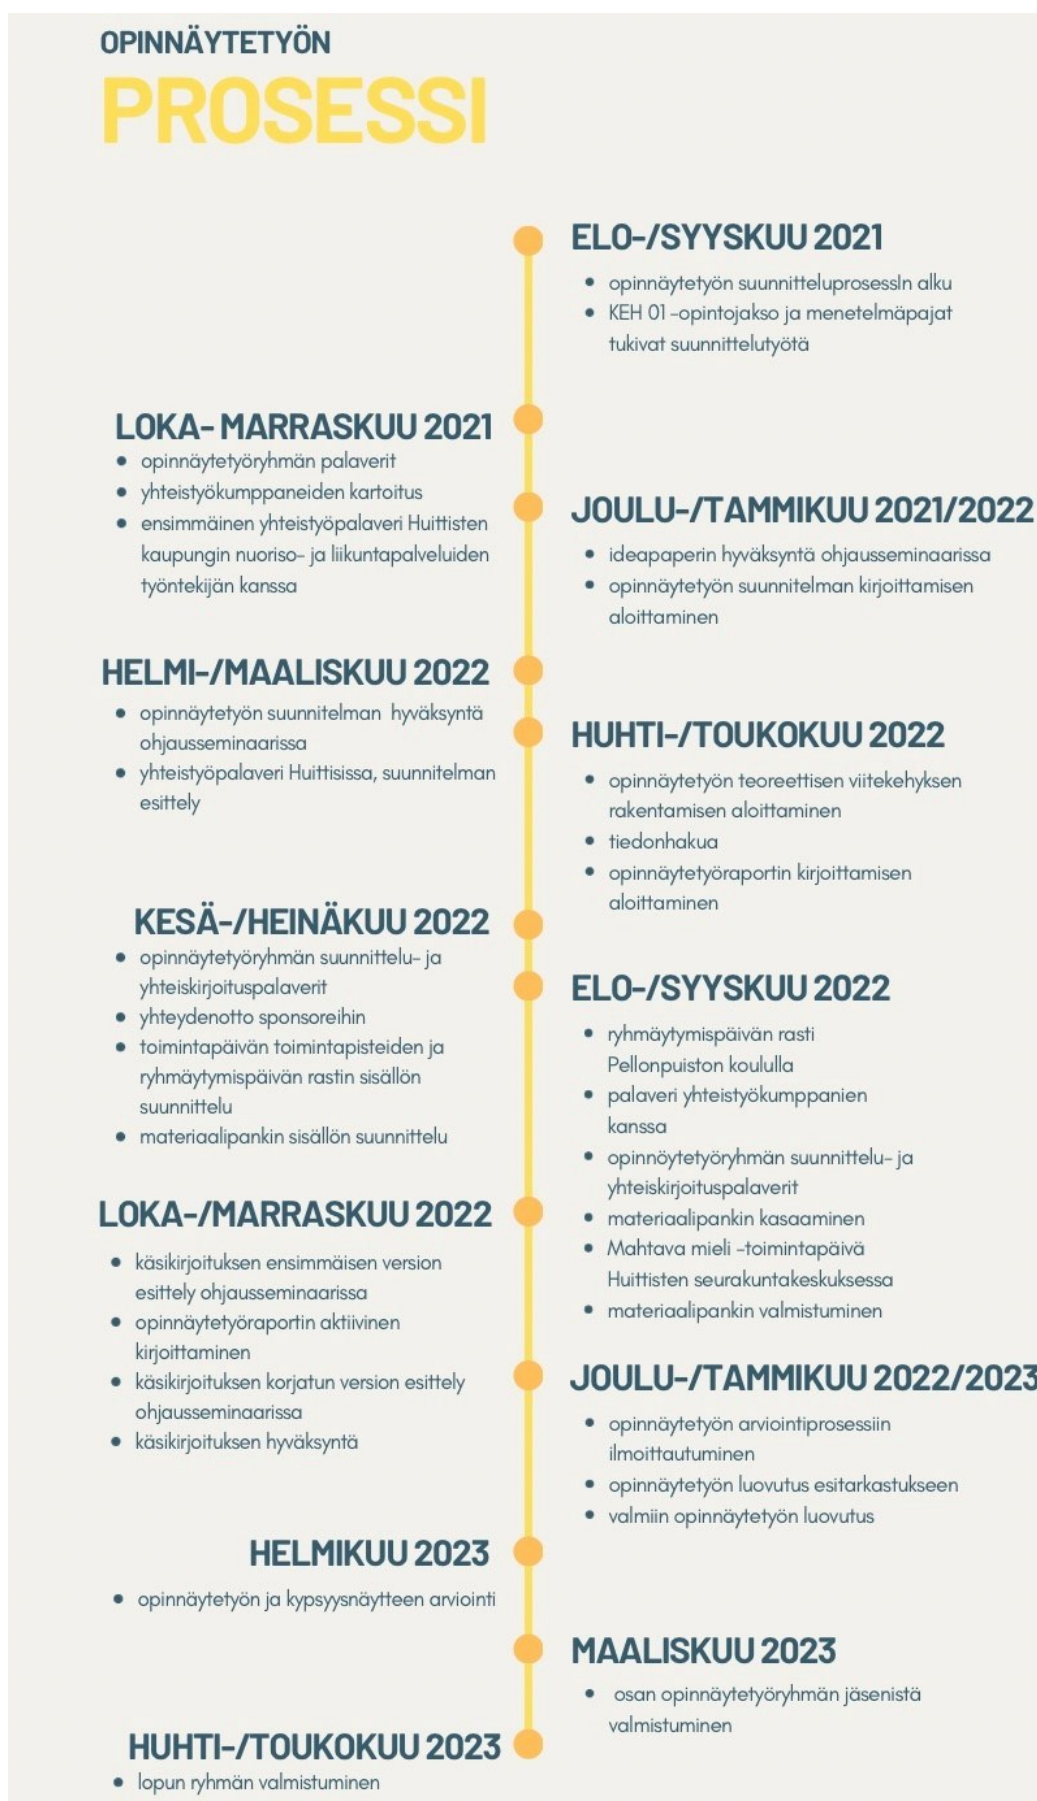 OPINNÄYTETYÖN
PROSESSI
ELO-/SYYSKUU 2021
• opinnäytetyön suunnitteluprosessIn alku
• KEH 01 -opintojakso ja menetelmäpajat
tukivat suunnittelutyötä
LOKA- MARRASKUU 2021
• opinnäytetyöryhmän palaverit
• yhteistyökumppaneiden kartoitus
• ensimmäinen yhteistyöpalaveri Huittisten
kaupungin nuoriso- ja liikuntapalveluiden
työntekijän kanssa
JOULU-/TAMMIKUU 2021/2022
• ideapaperin hyväksyntä ohjausseminaarissa
• opinnäytetyön suunnitelman kirjoittamisen
aloittaminen
HELMI-/MAALISKUU 2022
• opinnäytetyön suunnitelman hyväksyntä
ohjausseminaarissa
• yhteistyöpalaveri Huittisissa, suunnitelman
esittely
HUHTI-/TOUKOKUU 2022
• opinnäytetyön teoreettisen viitekehyksen
rakentamisen aloittaminen
• tiedonhakua
• opinnäytetyöraportin kirjoittamisen
aloittaminen
KESÄ-/HEINÄKUU 2022
• opinnäytetyöryhmän suunnittelu- ja
yhteiskirjoituspalaverit
• yhteydenotto sponsoreihin
• toimintapäivän toimintapisteiden ja
ryhmäytymispäivän rastin sisällön
suunnittelu
• materiaalipankin sisällön suunnittelu
ELO-/SYYSKUU 2022
• ryhmäytymispäivän rasti
Pellonpuiston koululla
• palaveri yhteistyökumppanien
kanssa
• opinnöytetyöryhmän suunnittelu- ja
yhteiskirjoituspalaverit
• materiaalipankin kasaaminen
• Mahtava mieli -toimintapäivä
Huittisten seurakuntakeskuksessa
• materiaalipankin valmistuminen
LOKA-/MARRASKUU 2022
• käsikirjoituksen ensimmäisen version
esittely ohjausseminaarissa
• opinnäytetyöraportin aktiivinen
kirjoittaminen
• käsikirjoituksen korjatun version esittely
ohjausseminaarissa
• käsikirjoituksen hyväksyntä
JOULU-/TAMMIKUU 2022/2023
• opinnäytetyön arviointiprosessiin
ilmoittautuminen
• opinnäytetyön luovutus esitarkastukseen
• valmiin opinnäytetyön luovutus
HELMIKUU 2023
• opinnäytetyön ja kypsyysnäytteen arviointi
MAALISKUU 2023
• osan opinnäytetyöryhmän jäsenistä
valmistuminen
HUHTI-/TOUKOKUU 2023
• lopun ryhmän valmistuminen